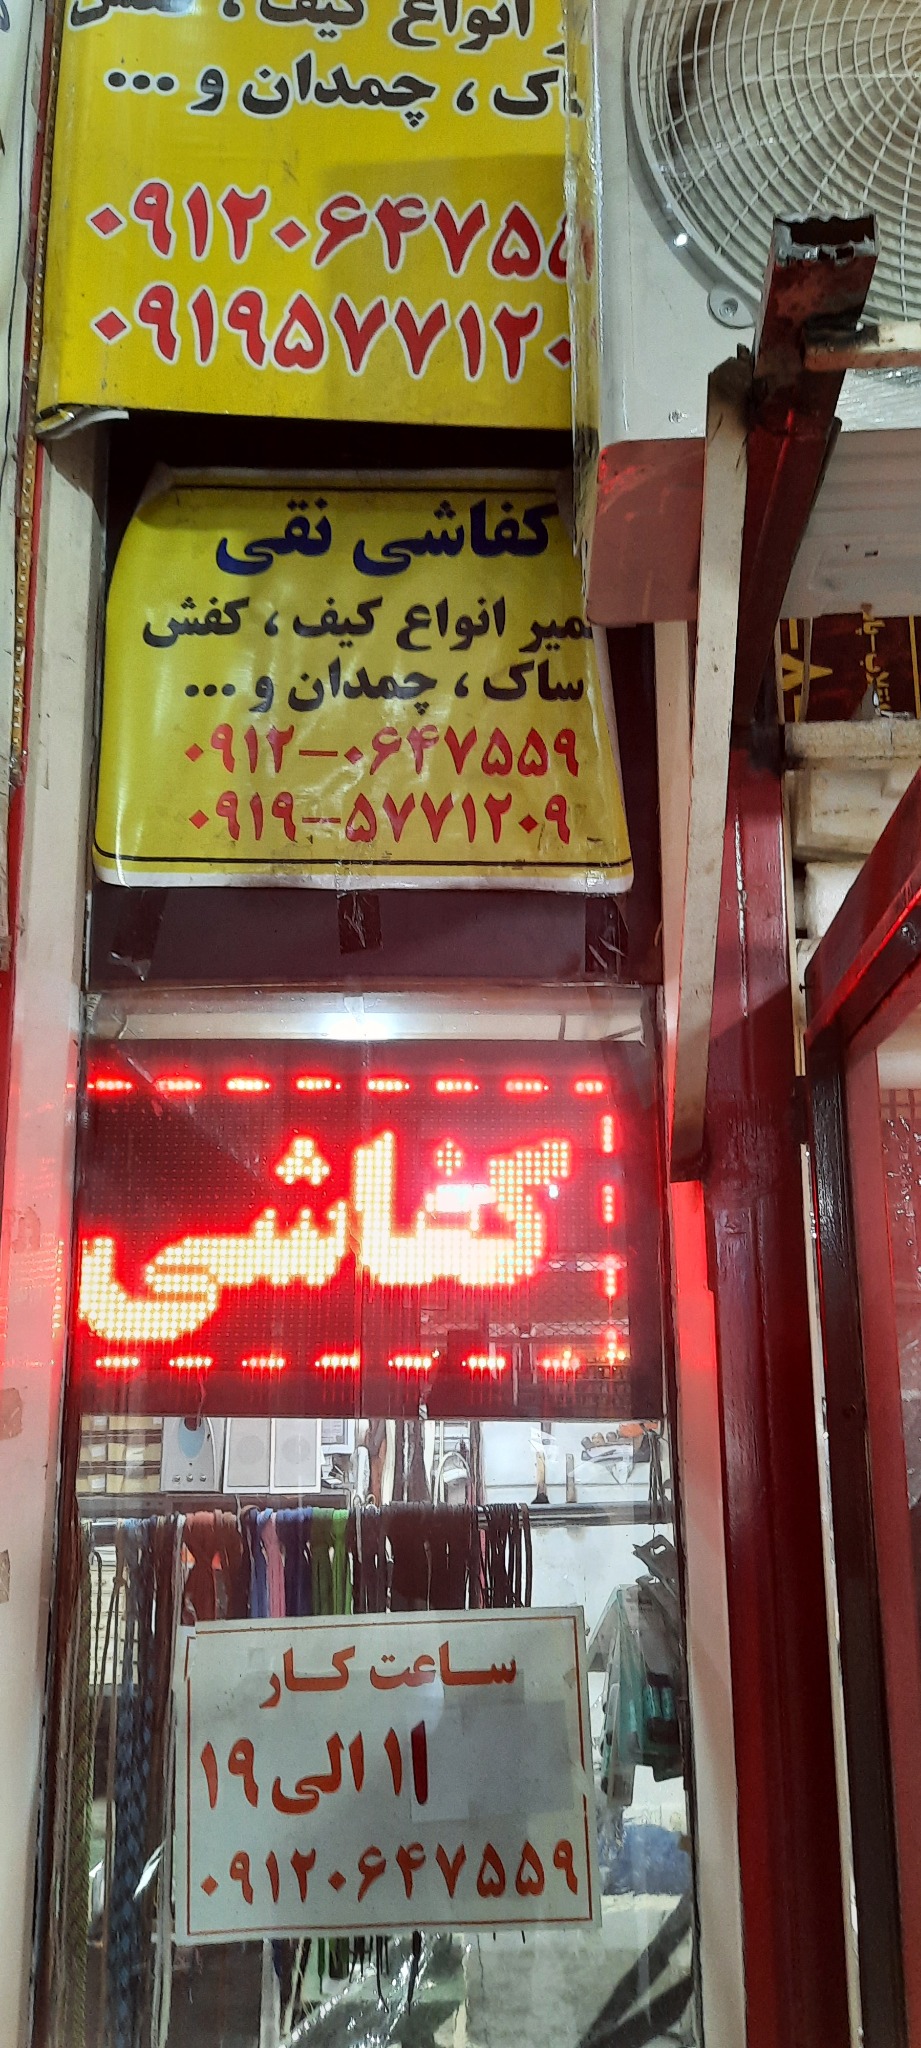 انواع کیف ، کفش
ساک ، چمدان و ...
۰۹۱۲۰۶۴۷۵۵
۰۹۱۹۵۷۷۱۲۰
کفاشی نقی
میر انواع کیف ، کفش
ساک ، چمدان و ...
۰۹۱۲-۰۶۴۷۵۵۹
۰۹۱۹-۵۷۷۱۲۰۹
کفاشی
ساعت کار
۱۱ الی ۱۹
۰۹۱۲۰۶۴۷۵۵۹